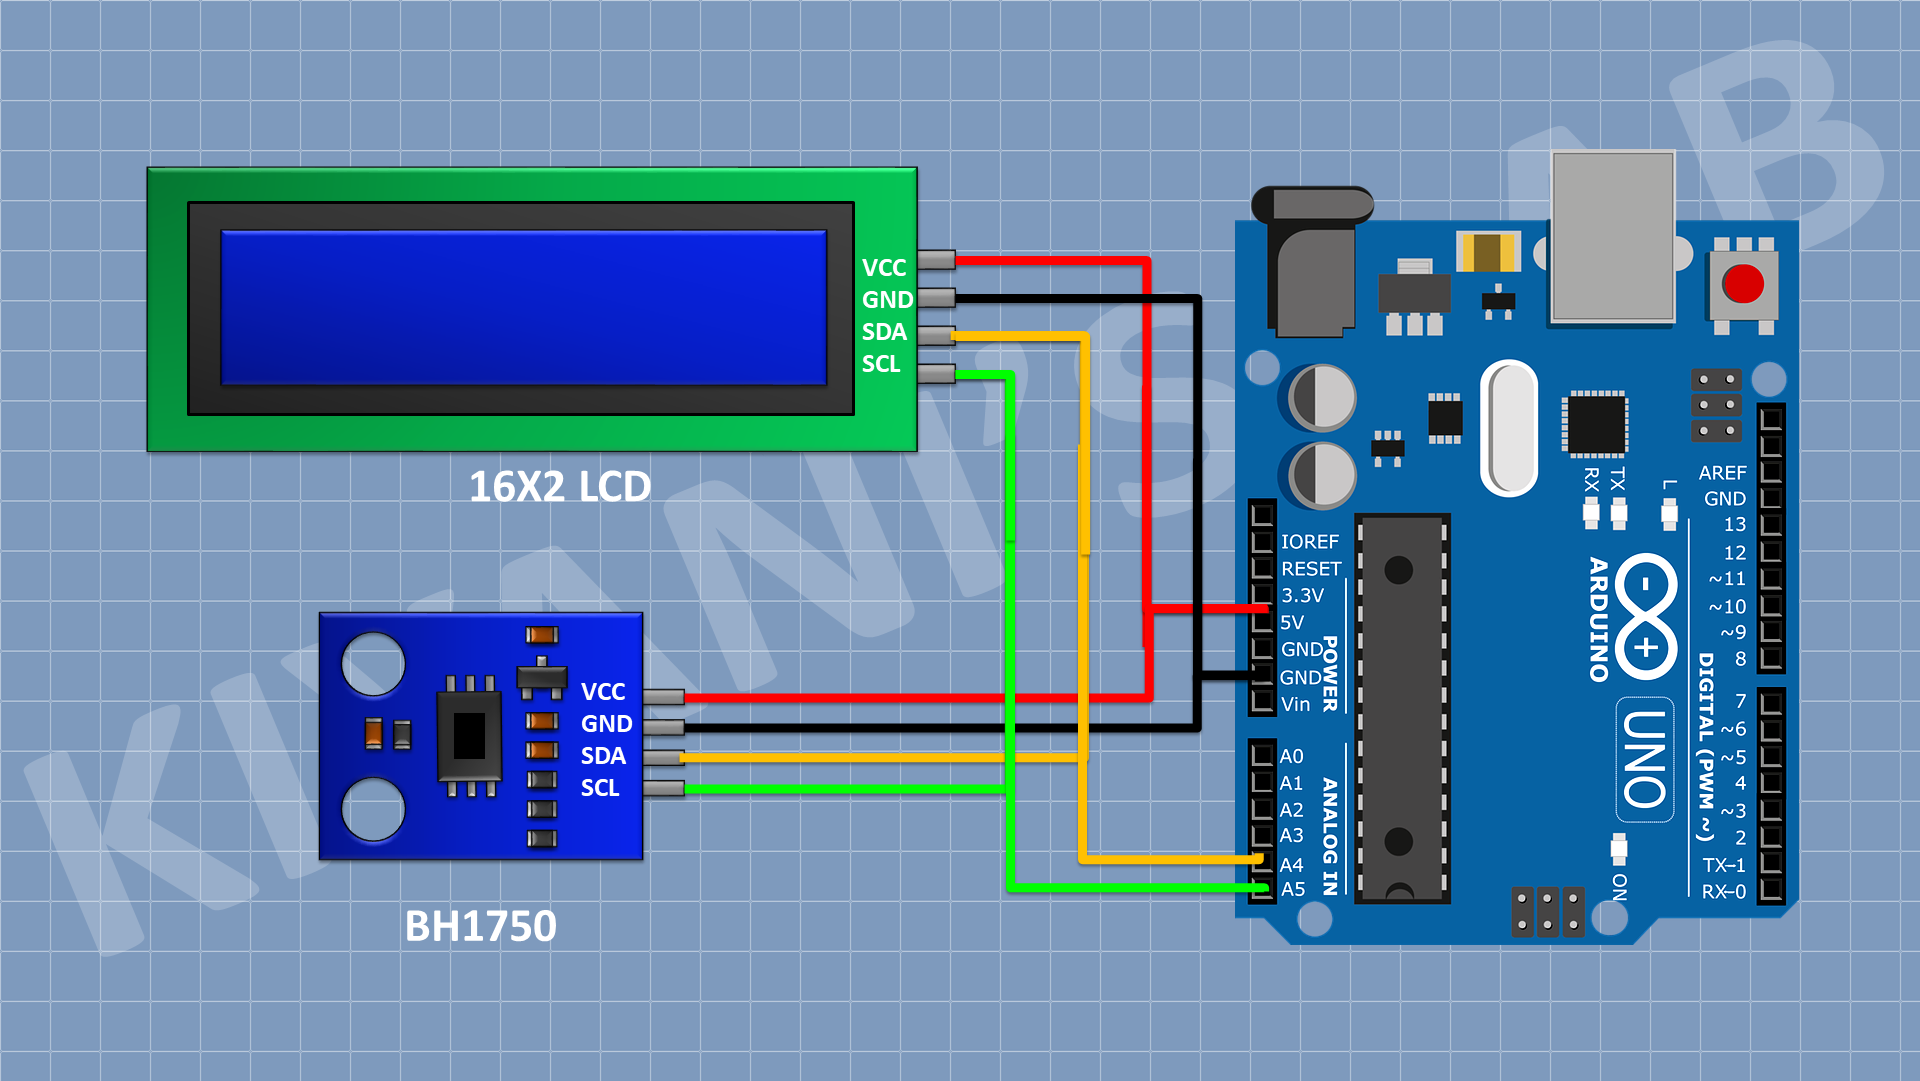 KIYANI'S LAB
VCC
GND
SDA
SCL
16X2 LCD
VCC
GND
SDA
SCL
BH1750
IOREF
RESET
3.3V
5V
GND
GND
Vin
POWER
A0
A1
A2
A3
A4
A5
ANALOG IN
RX
TX
L
ARDUINO
UNO
ON
AREF
GND
13
12
~11
~10
~9
8
7
~6
~5
4
~3
2
TX-1
RX-0
DIGITAL (PWM ~)